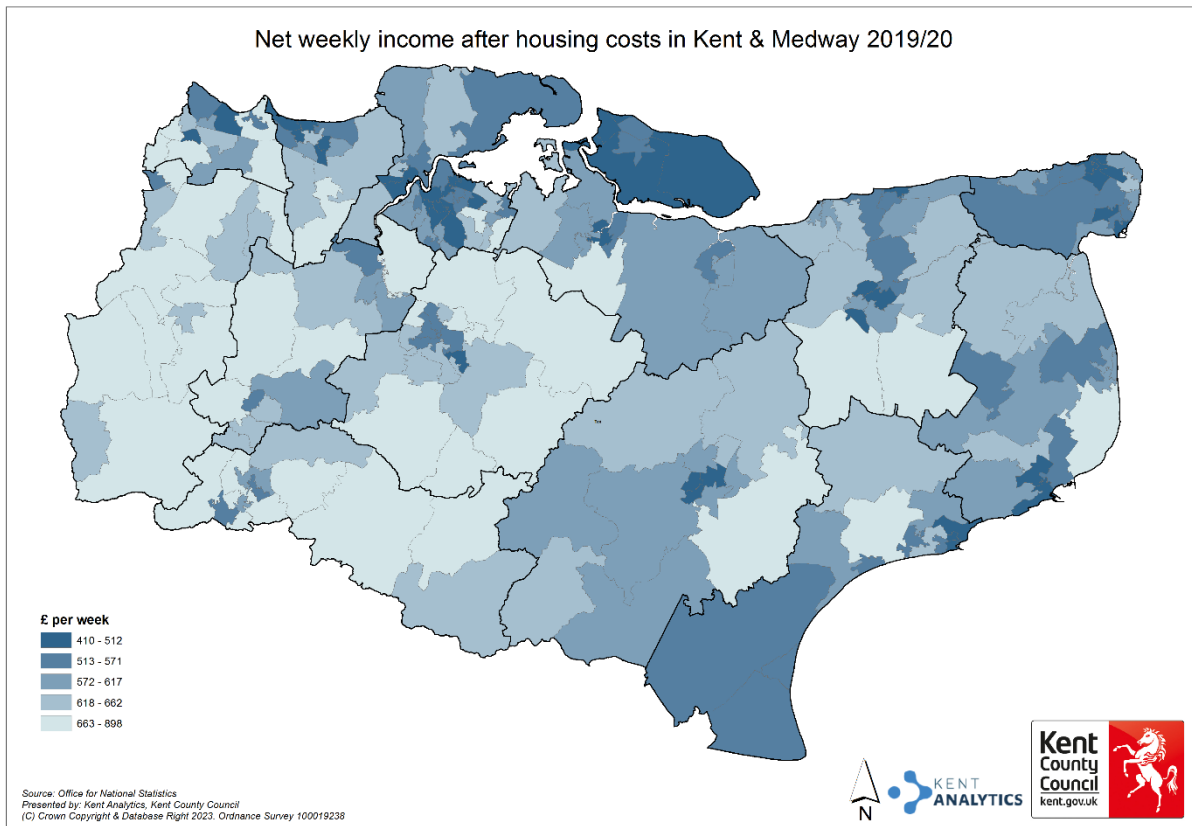 Net weekly income after housing costs in Kent & Medway 2019/20
£ per week
410 - 512
513 - 571
572 - 617
618 - 662
663 - 898
Source: Office for National Statistics
Presented by: Kent Analytics, Kent County Council
(C) Crown Copyright & Database Right 2023. Ordnance Survey 100019238
N
KENT
ANALYTICS
Kent
County
Council
kent.gov.uk